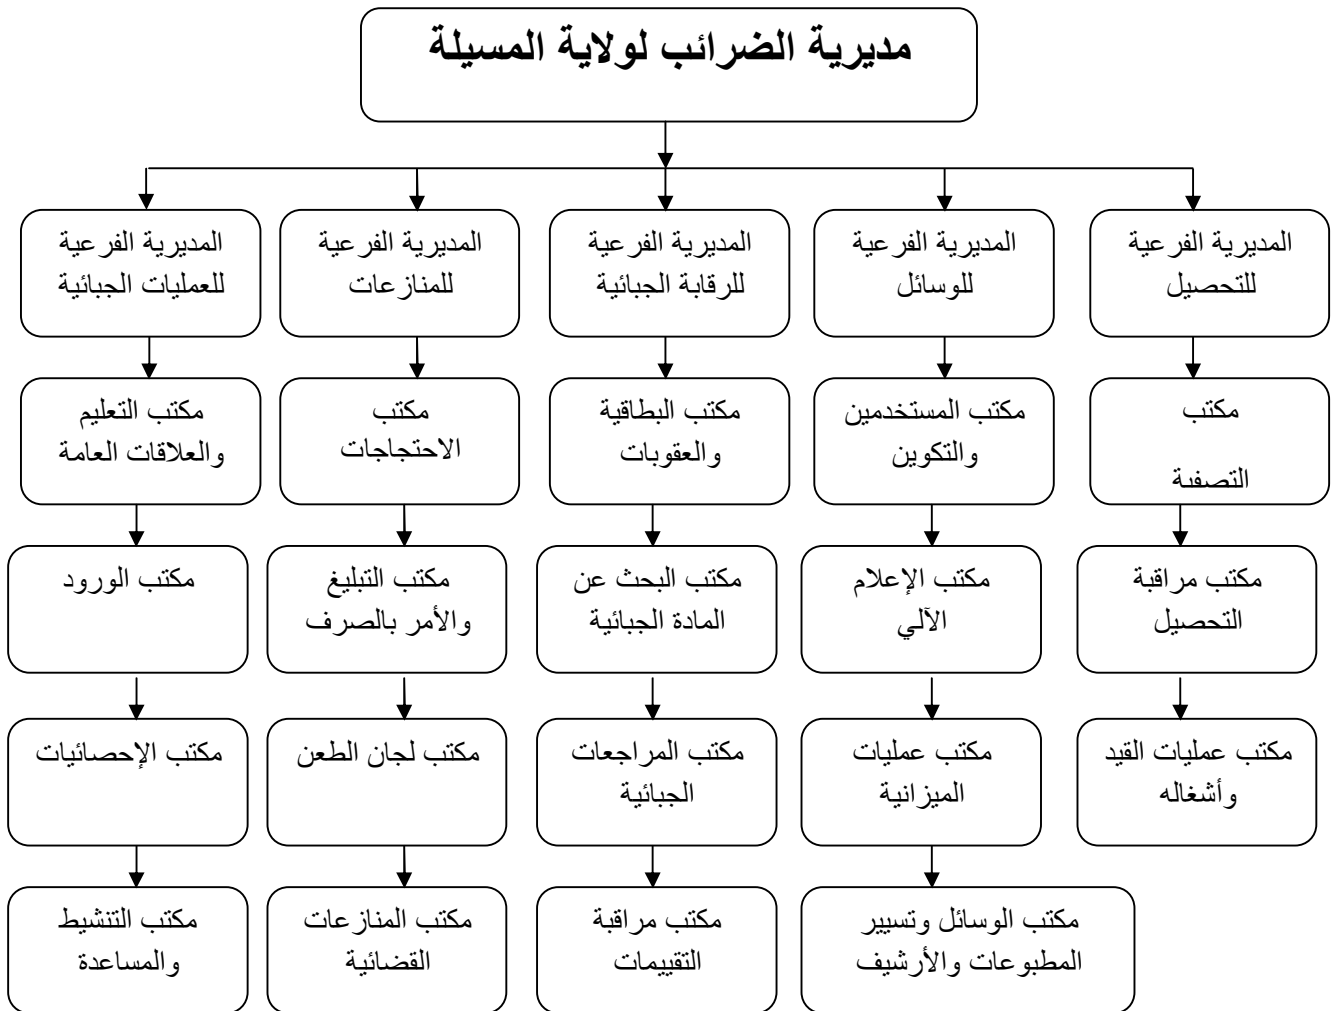 مديرية الضرائب لولاية المسيلة
المديرية الفرعية
للتحصيل
المديرية الفرعية
للوسائل
المديرية الفرعية
للرقابة الجبائية
المديرية الفرعية
للمنازعات
المديرية الفرعية
للعمليات الجبائية
مكتب
التصفية
مكتب المستخدمين
والتكوين
مكتب البطاقية
والعقوبات
مكتب
الاحتجاجات
مكتب التعليم
والعلاقات العامة
مكتب مراقبة
التحصيل
مكتب الإعلام
الآلي
مكتب البحث عن
المادة الجبائية
مكتب التبليغ
والأمر بالصرف
مكتب الورود
مكتب عمليات القيد
وأشغاله
مكتب عمليات
الميزانية
مكتب المراجعات
الجبائية
مكتب لجان الطعن
مكتب الإحصائيات
مكتب الوسائل وتسيير
المطبوعات والأرشيف
مكتب مراقبة
التقييمات
مكتب المنازعات
القضائية
مكتب التنشيط
والمساعدة